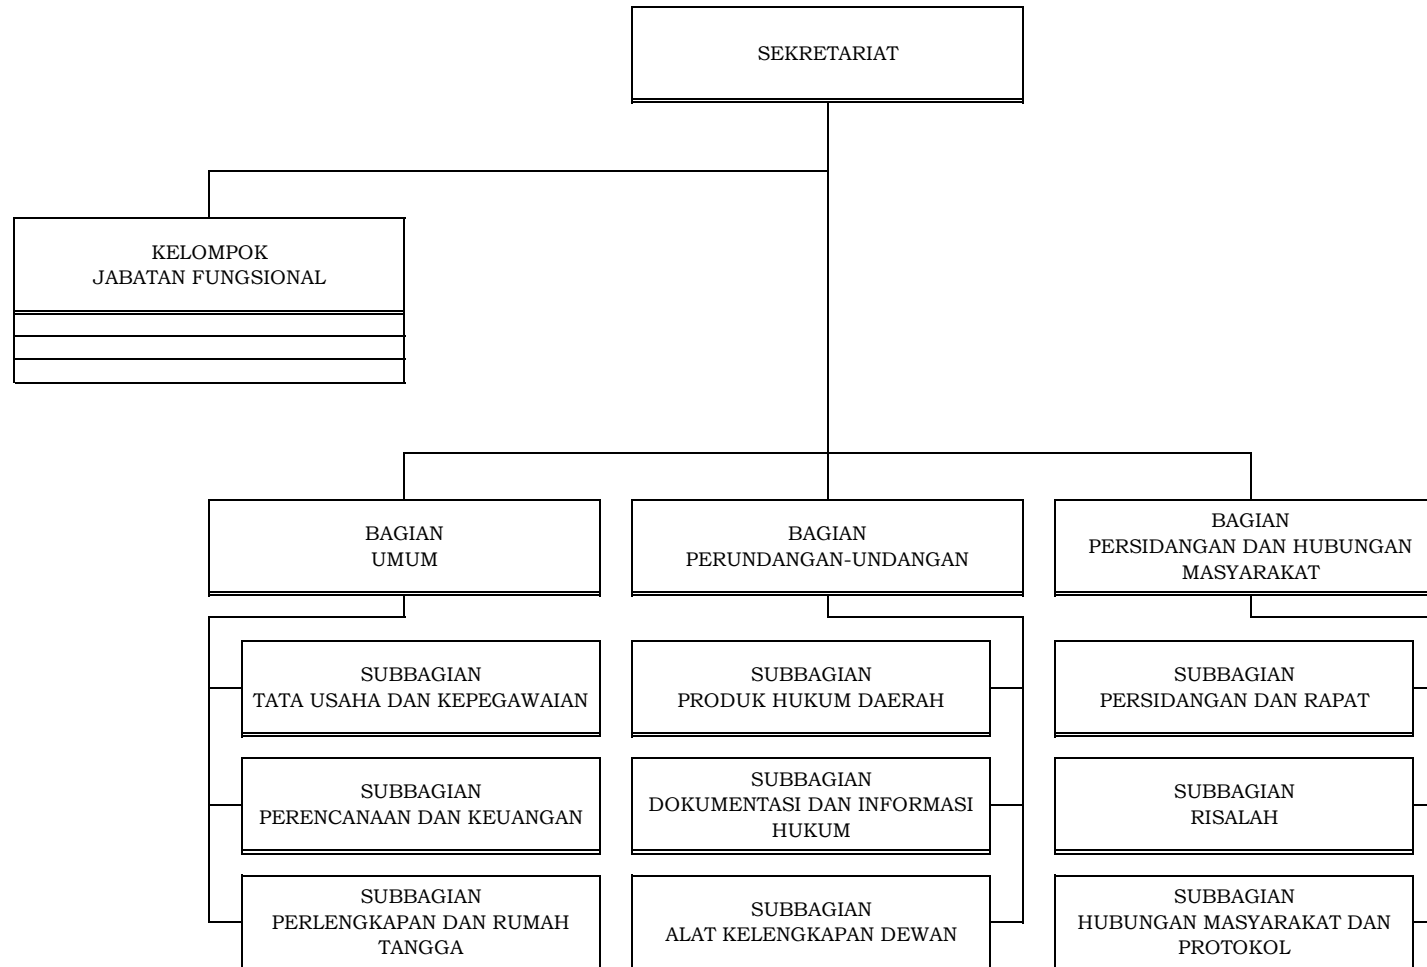 SEKRETARIAT
KELOMPOK
JABATAN FUNGSIONAL
BAGIAN
UMUM
BAGIAN
PERUNDANGAN-UNDANGAN
BAGIAN
PERSIDANGAN DAN HUBUNGAN
MASYARAKAT
SUBBAGIAN
TATA USAHA DAN KEPEGAWAIAN
SUBBAGIAN
PRODUK HUKUM DAERAH
SUBBAGIAN
PERSIDANGAN DAN RAPAT
SUBBAGIAN
PERENCANAAN DAN KEUANGAN
SUBBAGIAN
DOKUMENTASI DAN INFORMASI
HUKUM
SUBBAGIAN
RISALAH
SUBBAGIAN
PERLENGKAPAN DAN RUMAH
TANGGA
SUBBAGIAN
ALAT KELENGKAPAN DEWAN
SUBBAGIAN
HUBUNGAN MASYARAKAT DAN
PROTOKOL